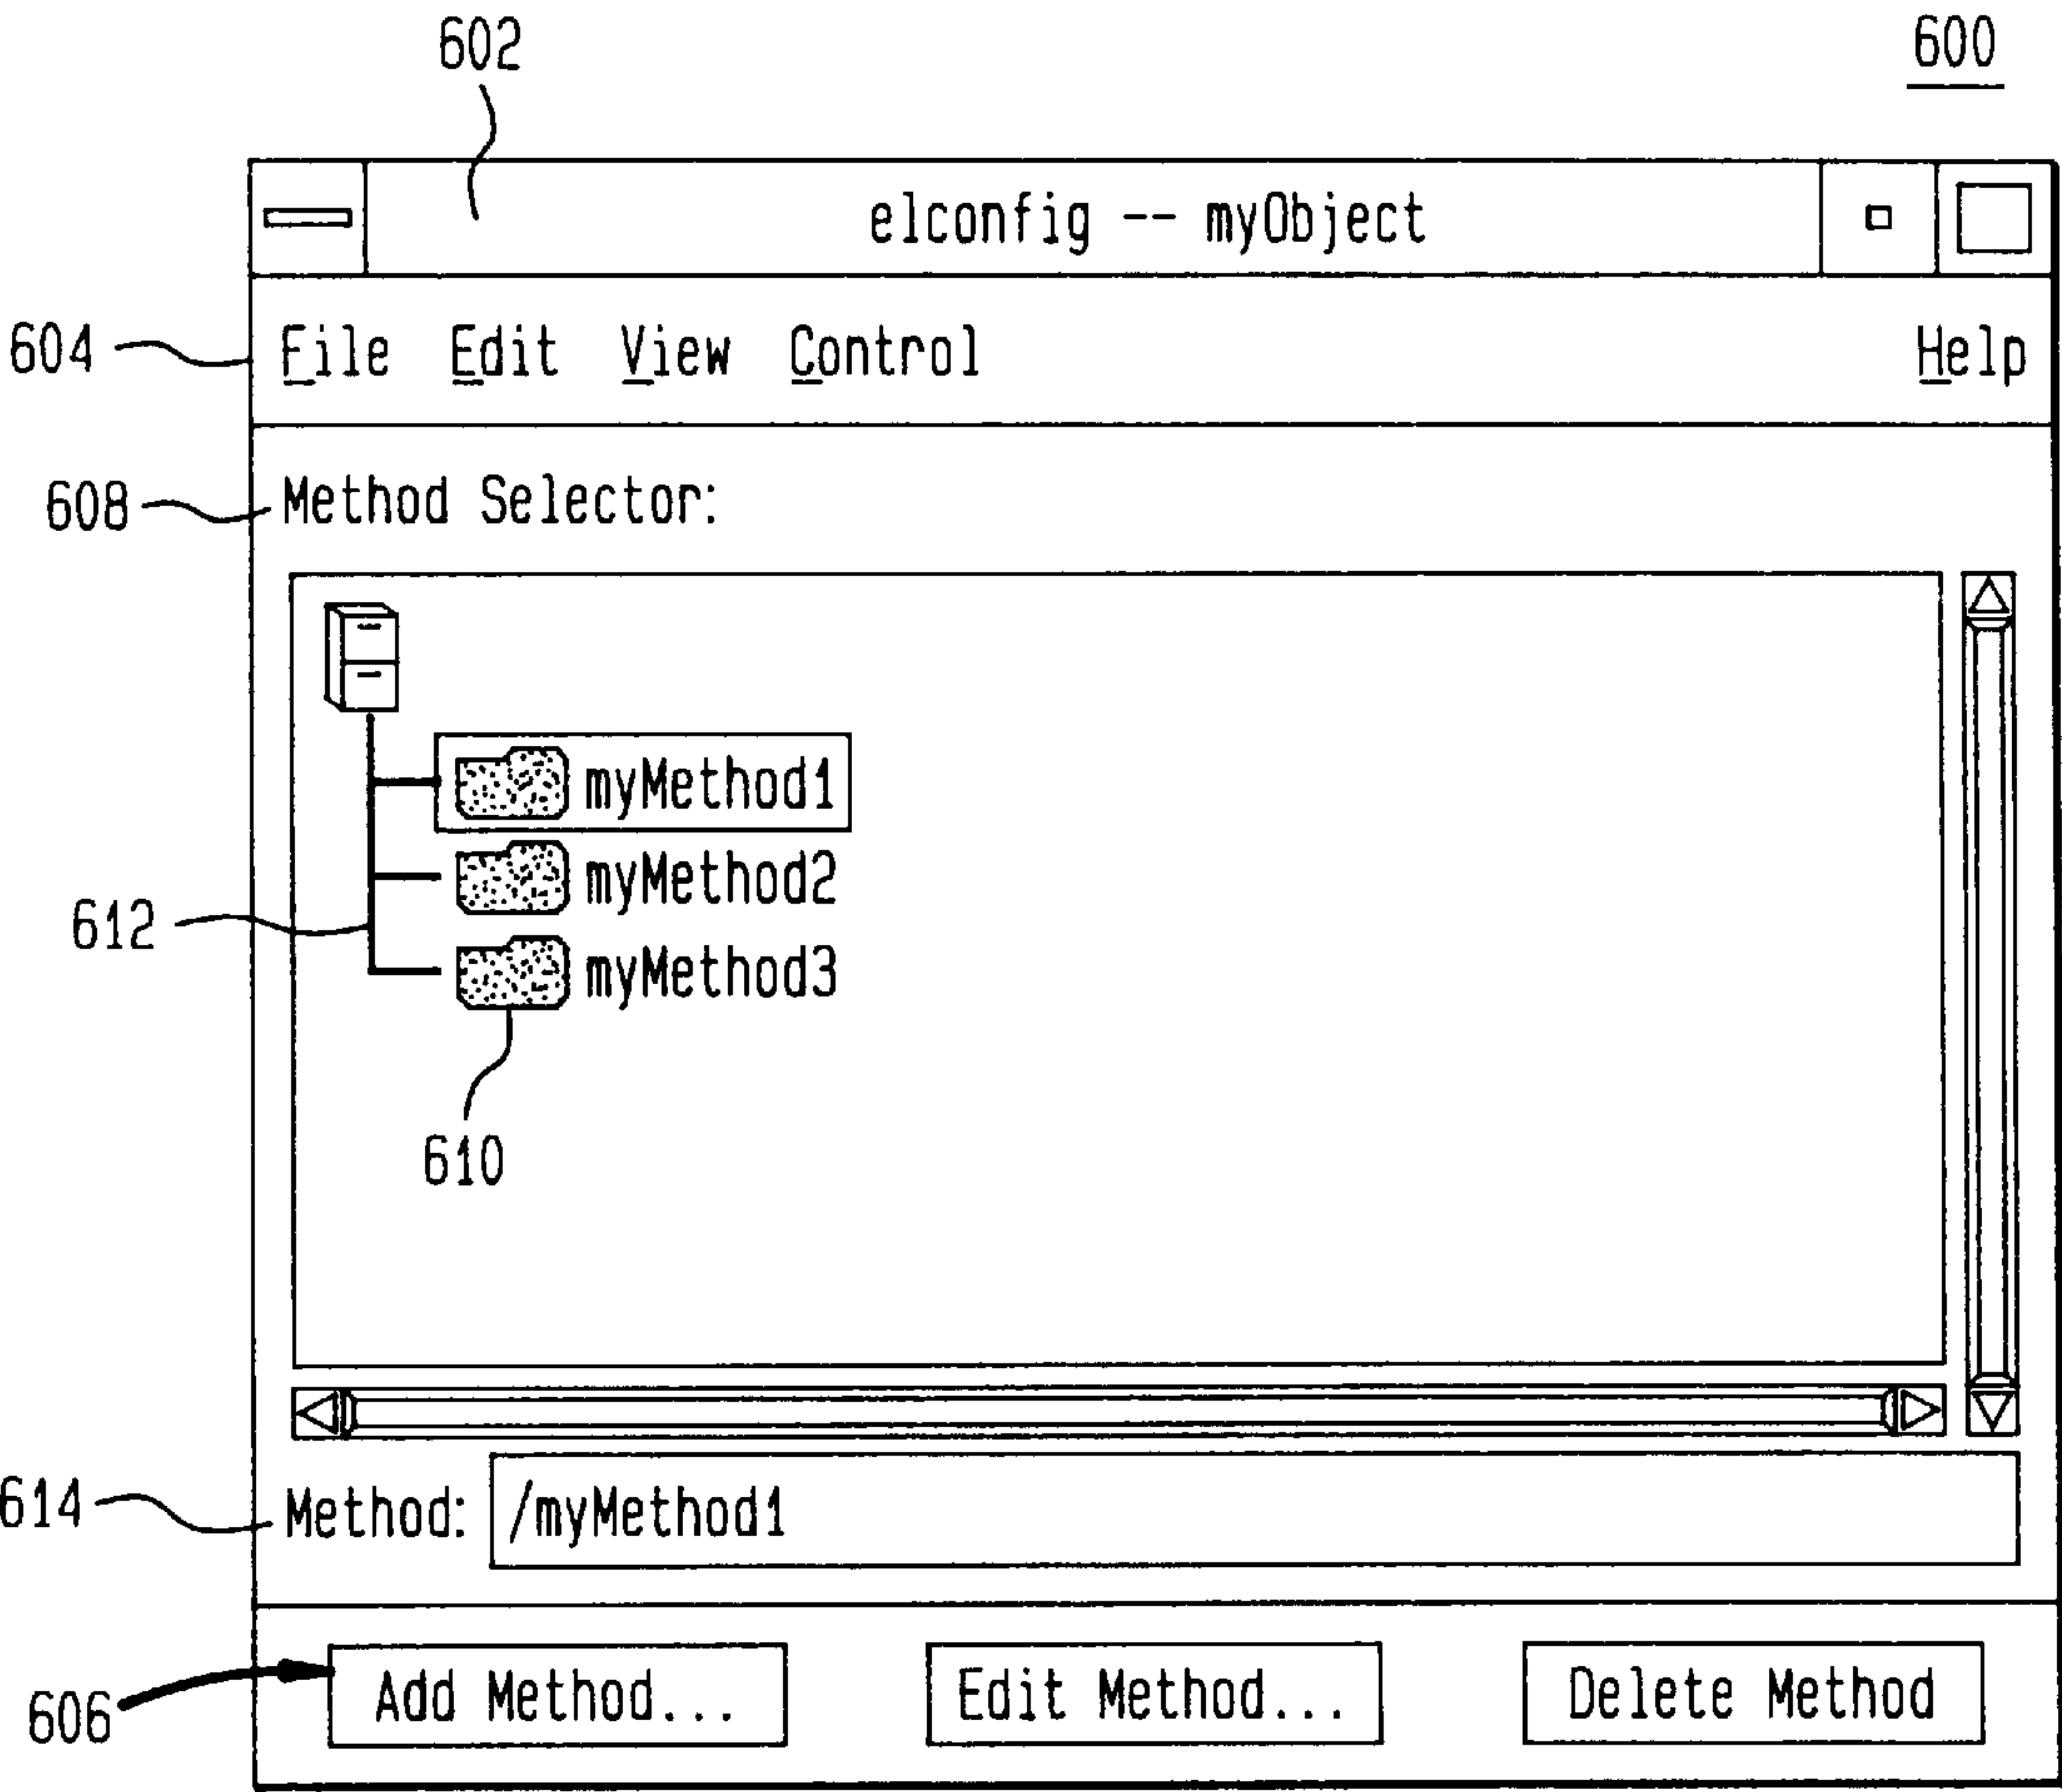 602
600
elconfig -- myObject
604
File Edit View Control Help
608
Method Selector:
myMethod1
myMethod2
612
myMethod3
610
614
Method: /myMethod1
606
Add Method... Edit Method... Delete Method